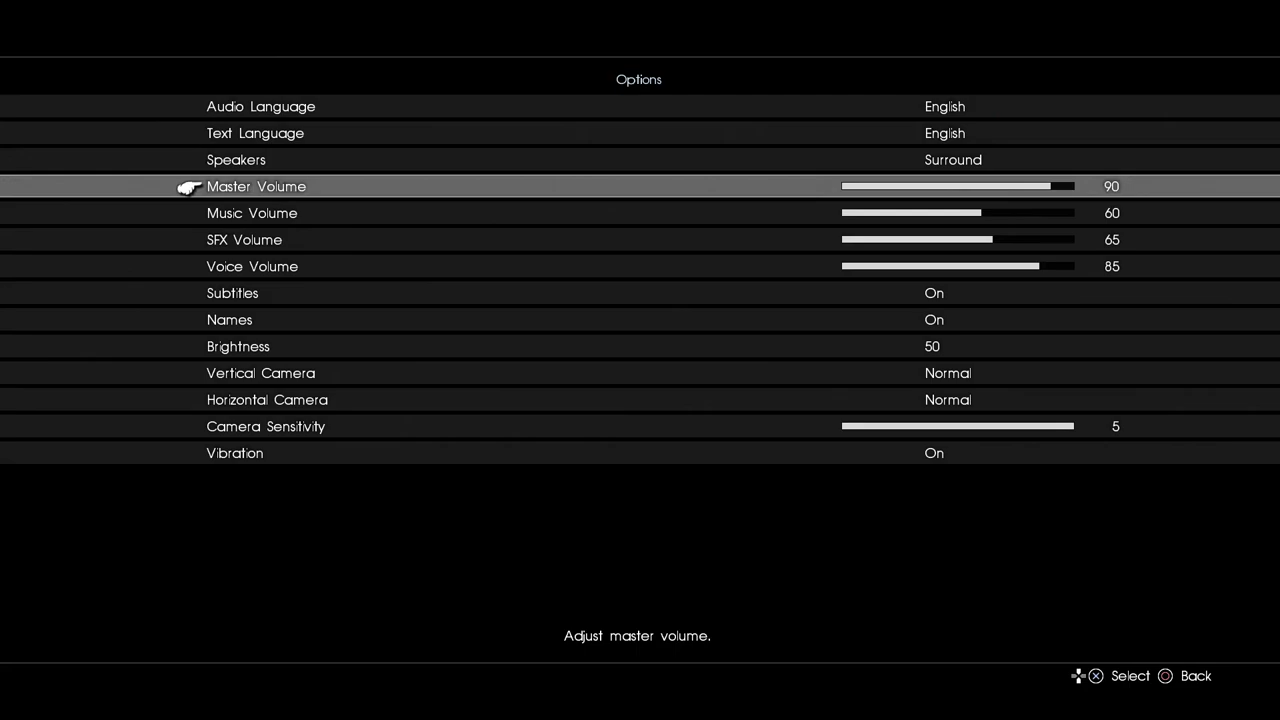 Options
Audio Language English
Text Language English
Speakers Surround
Master Volume 90
Music Volume 60
SFX Volume 65
Voice Volume 85
Subtitles On
Names On
Brightness 50
Vertical Camera Normal
Horizontal Camera Normal
Camera Sensitivity 5
Vibration On
Adjust master volume.
Select Back